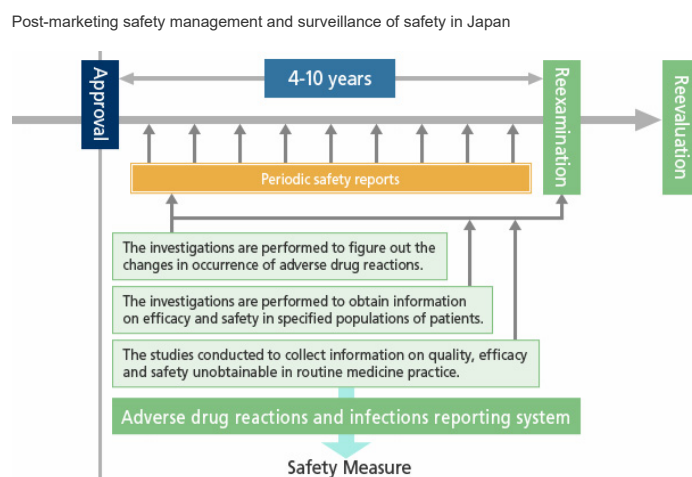 Post-marketing safety management and surveillance of safety in Japan
Approval
4-10 years
Reexamination
Reevaluation
Periodic safety reports
The investigations are performed to figure out the
changes in occurrence of adverse drug reactions.
The investigations are performed to obtain information
on efficacy and safety in specified populations of patients.
The studies conducted to collect information on quality, efficacy
and safety unobtainable in routine medicine practice.
Adverse drug reactions and infections reporting system
Safety Measure